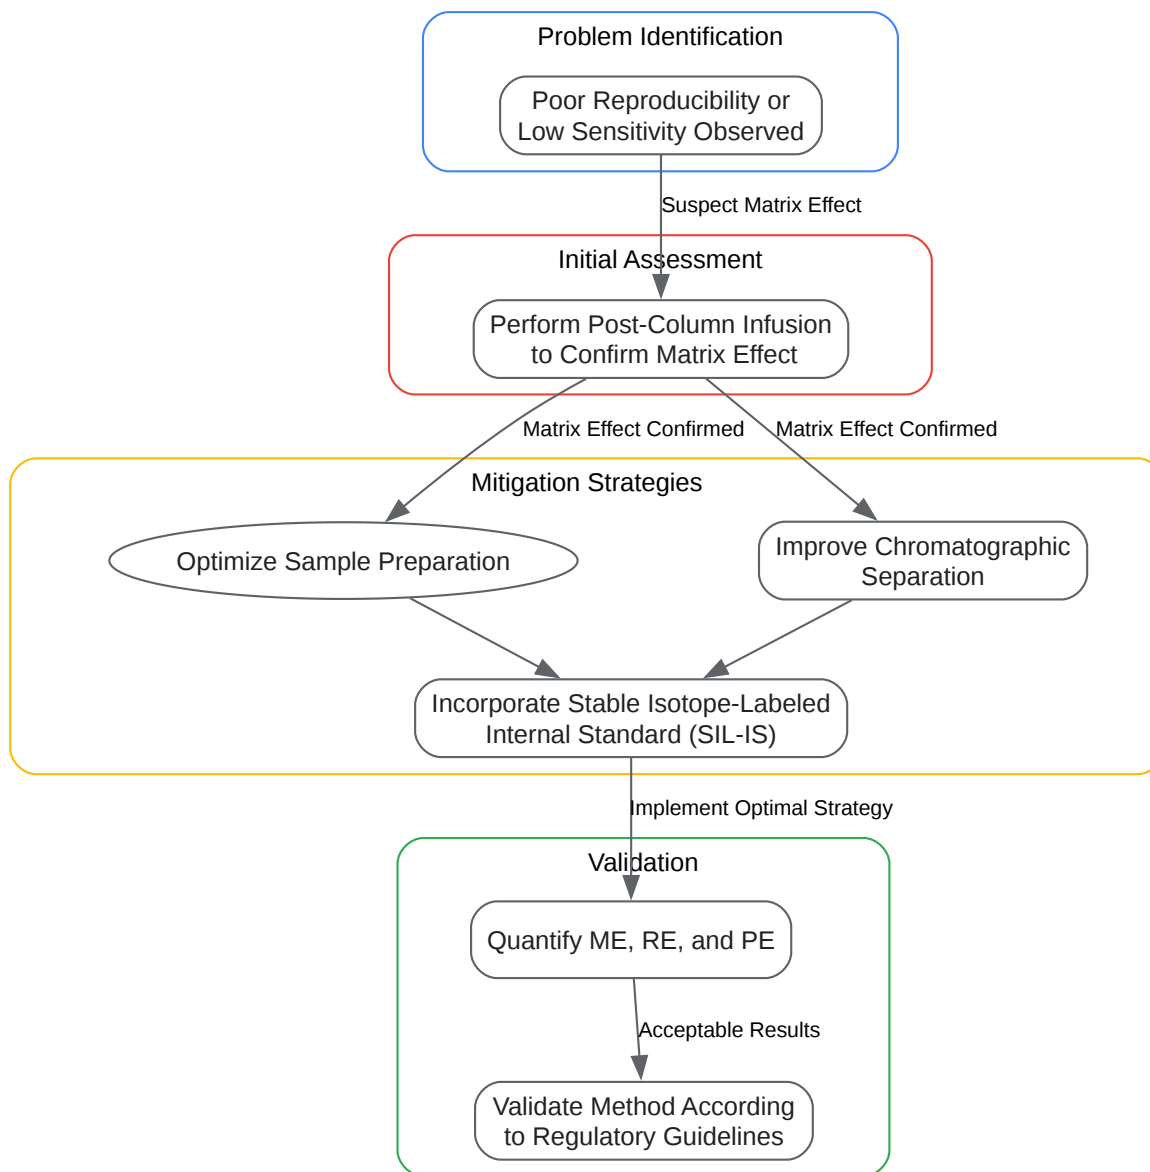 Problem Identification
Poor Reproducibility or
Low Sensitivity Observed
Suspect Matrix Effect
Initial Assessment
Perform Post-Column Infusion
to Confirm Matrix Effect
Matrix Effect Confirmed
Matrix Effect Confirmed
Mitigation Strategies
Optimize Sample Preparation
Improve Chromatographic
Separation
Incorporate Stable Isotope-Labeled
Internal Standard (SIL-IS)
Implement Optimal Strategy
Validation
Quantify ME, RE, and PE
Acceptable Results
Validate Method According
to Regulatory Guidelines